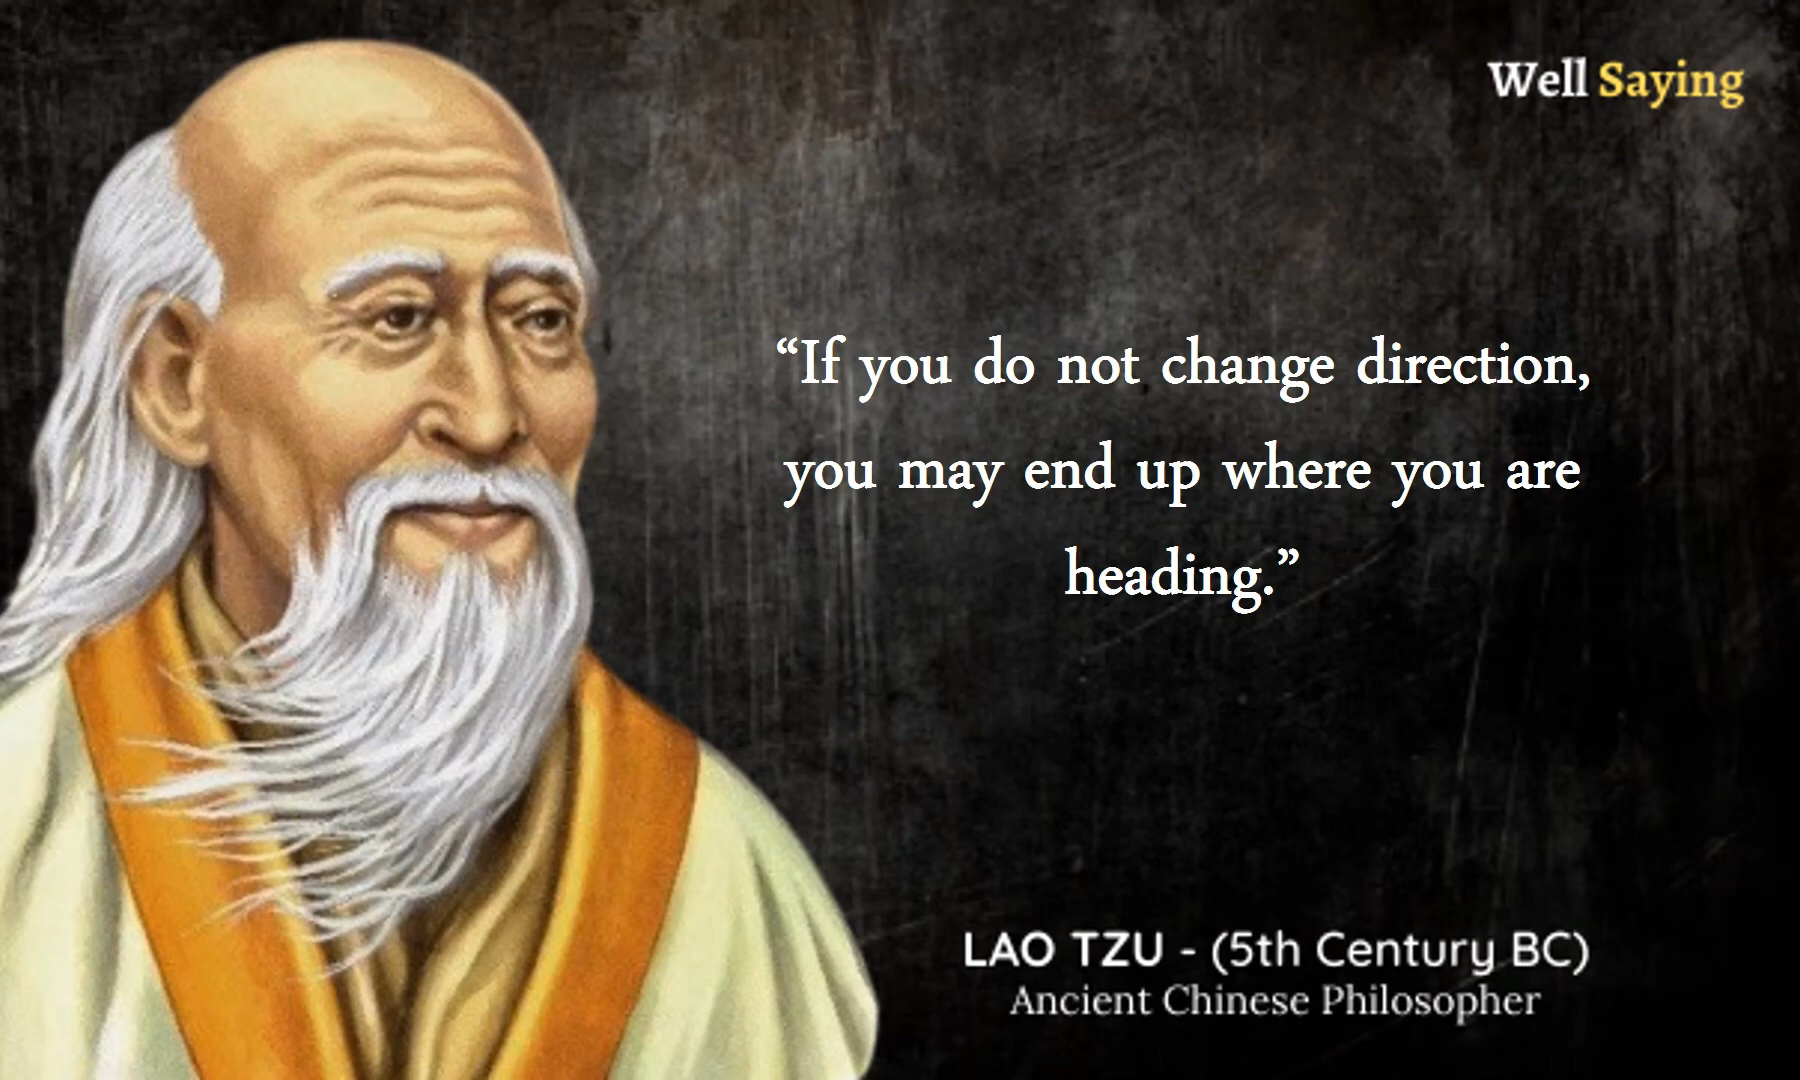 Well Saying
“If you do not change direction,
you may end up where you are
heading.”
LAO TZU - (5th Century BC)
Ancient Chinese Philosopher